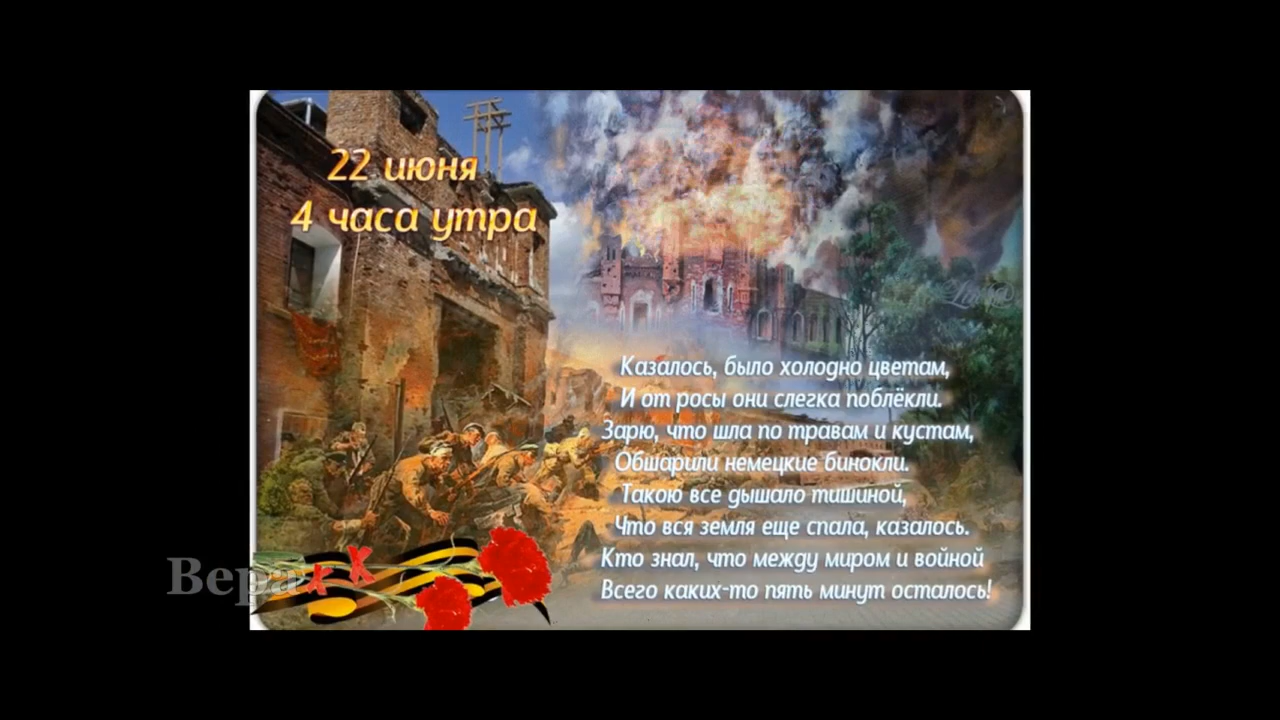 22 июня
4 часа утра
Казалось, было холодно цветам,
И от росы они слегка поблёкли.
Зарю, что шла по травам и кустам,
Обшарили немецкие бинокли.
Такою все дышало тишиной,
Что вся земля еще спала, казалось.
Кто знал, что между миром и войной
Всего каких-то пять минут осталось!
Вера